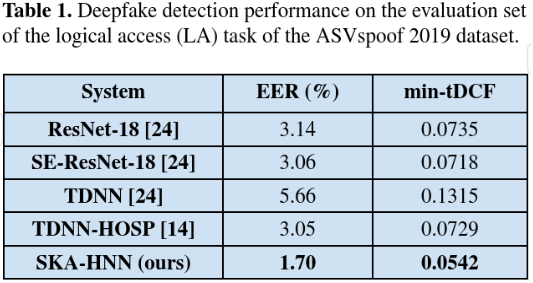 Table 1. Deepfake detection performance on the evaluation set
of the logical access (LA) task of the ASVspoof 2019 dataset.
System EER (%) min-tDCF
ResNet-18 [24] 3.14 0.0735
SE-ResNet-18 [24] 3.06 0.0718
TDNN [24] 5.66 0.1315
TDNN-HOSP [14] 3.05 0.0729
SKA-HNN (ours) 1.70 0.0542